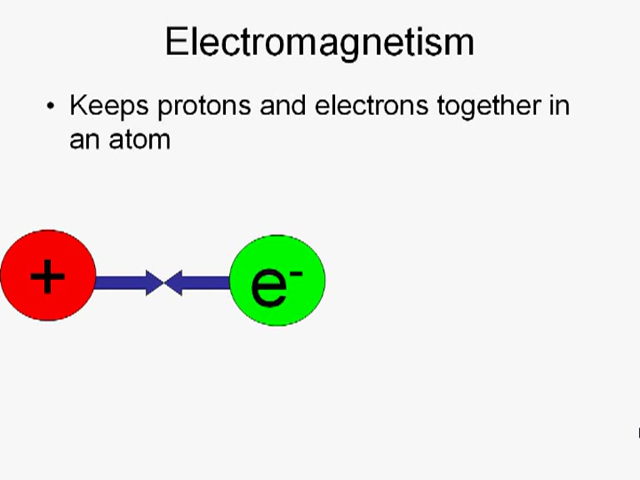 Electromagnetism
• Keeps protons and electrons together in
an atom
+ e-